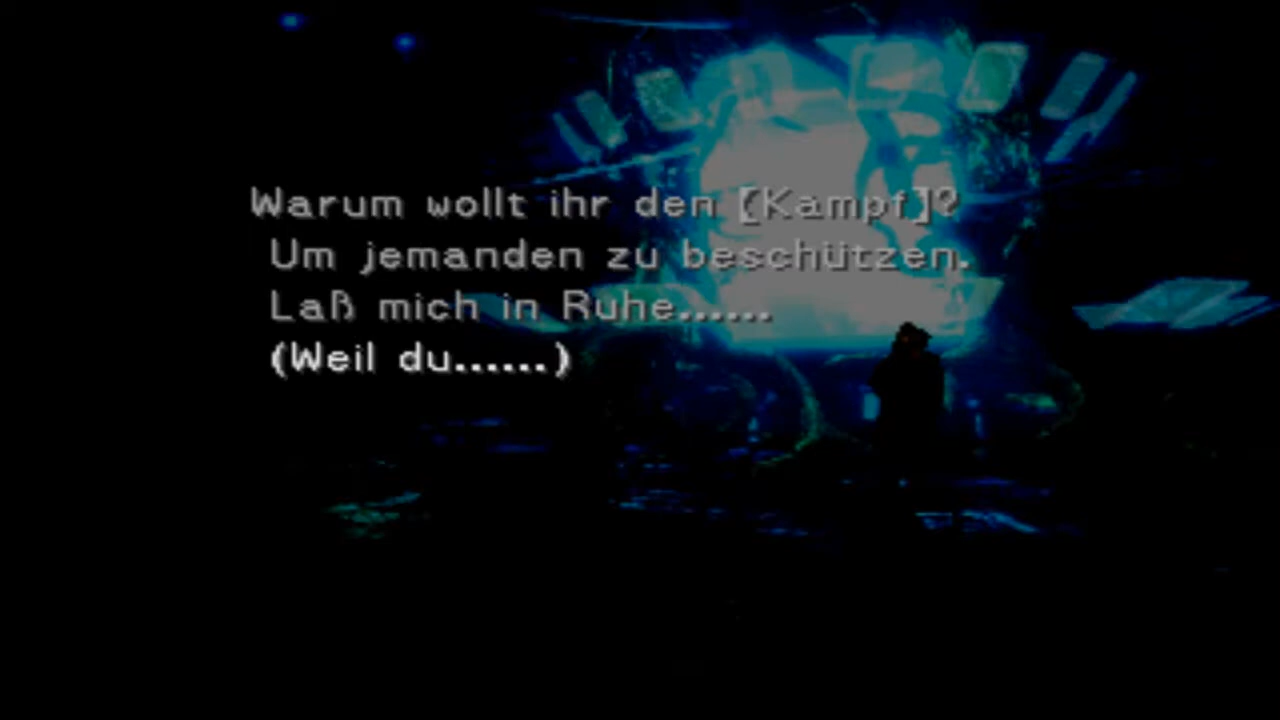 Warum wollt ihr den [Kampf]?
Um jemanden zu beschützen.
Laß mich in Ruhe......
(Weil du......)